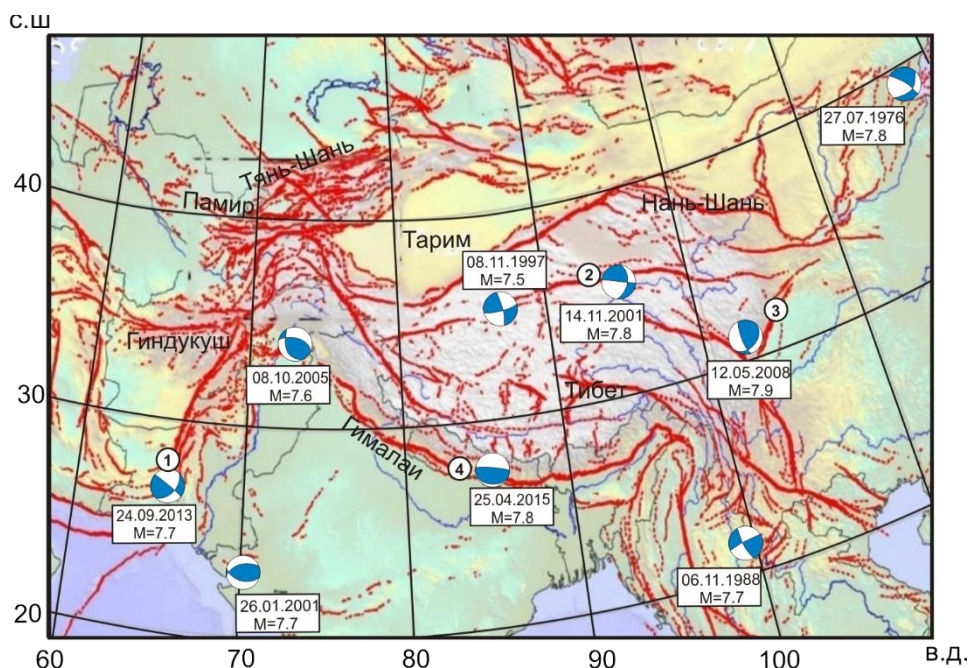 с.ш
27.07.1976
M=7.8
Тянь-Шань
40
Памир
Нань-Шань
Тарим
08.11.1997
M=7.5
2
14.11.2001
M=7.8
3
Гиндукуш
12.05.2008
M=7.9
08.10.2005
M=7.6
Тибет
30
Гималаи
1
4
24.09.2013
M=7.7
25.04.2015
M=7.8
06.11.1988
M=7.7
26.01.2001
M=7.7
20
60
70
80
90
100
в.д.